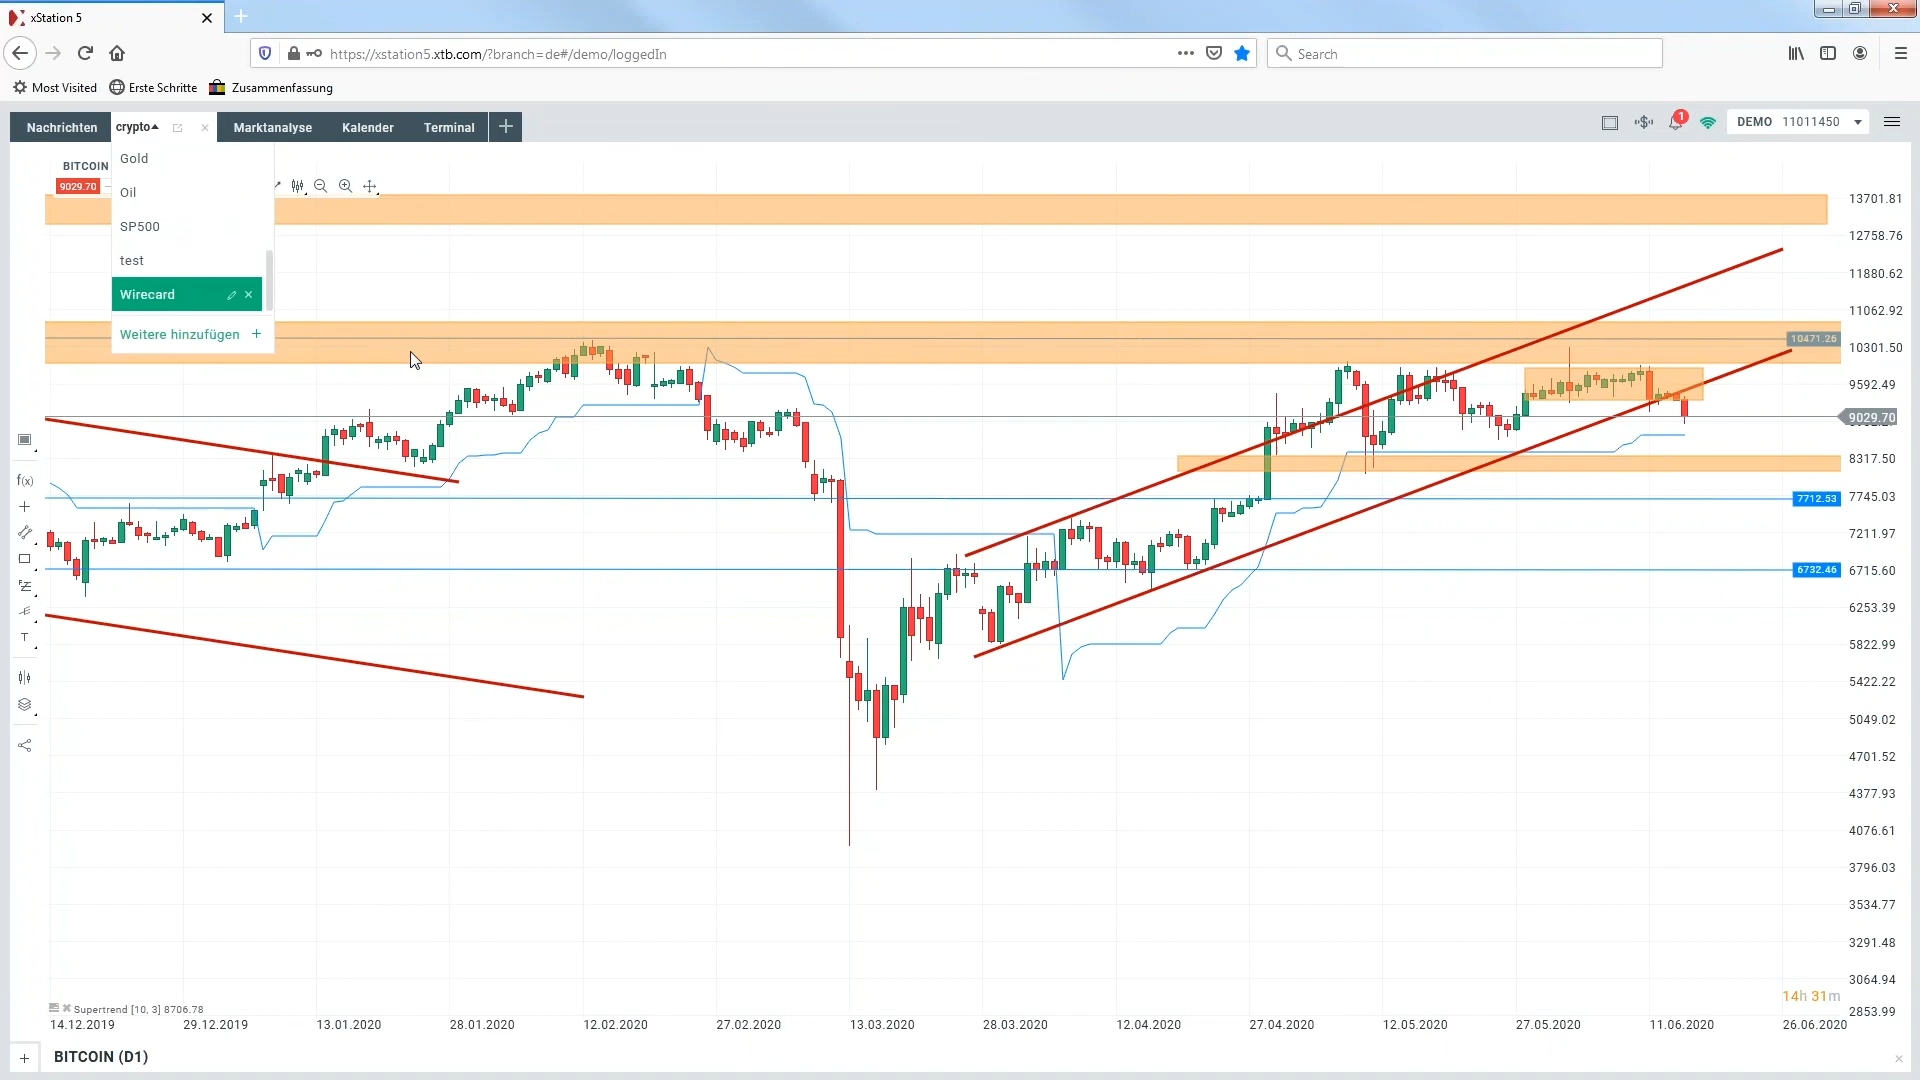 xStation 5
https://xstation5.xtb.com/?branch=de#/demo/loggedIn
Search
Most Visited Erste Schritte Zusammenfassung
Nachrichten crypto Marktanalyse Kalender Terminal
1
DEMO 11011450
BITCOIN
9029.70
Gold
Oil
SP500
test
Wirecard
Weitere hinzufügen +
f(x)
T
13701.81
12758.76
11880.62
11062.92
10471.26
10301.50
9592.49
9029.70
8317.50
7712.53
7745.03
7211.97
6732.46
6715.60
6253.39
5822.99
5422.22
5049.02
4701.52
4377.93
4076.61
3796.03
3534.77
3291.48
3064.94
14h 31m
2853.99
Supertrend [10, 3] 8706.78
14.12.2019 29.12.2019 13.01.2020 28.01.2020 12.02.2020 27.02.2020 13.03.2020 28.03.2020 12.04.2020 27.04.2020 12.05.2020 27.05.2020 11.06.2020 26.06.2020
BITCOIN (D1)